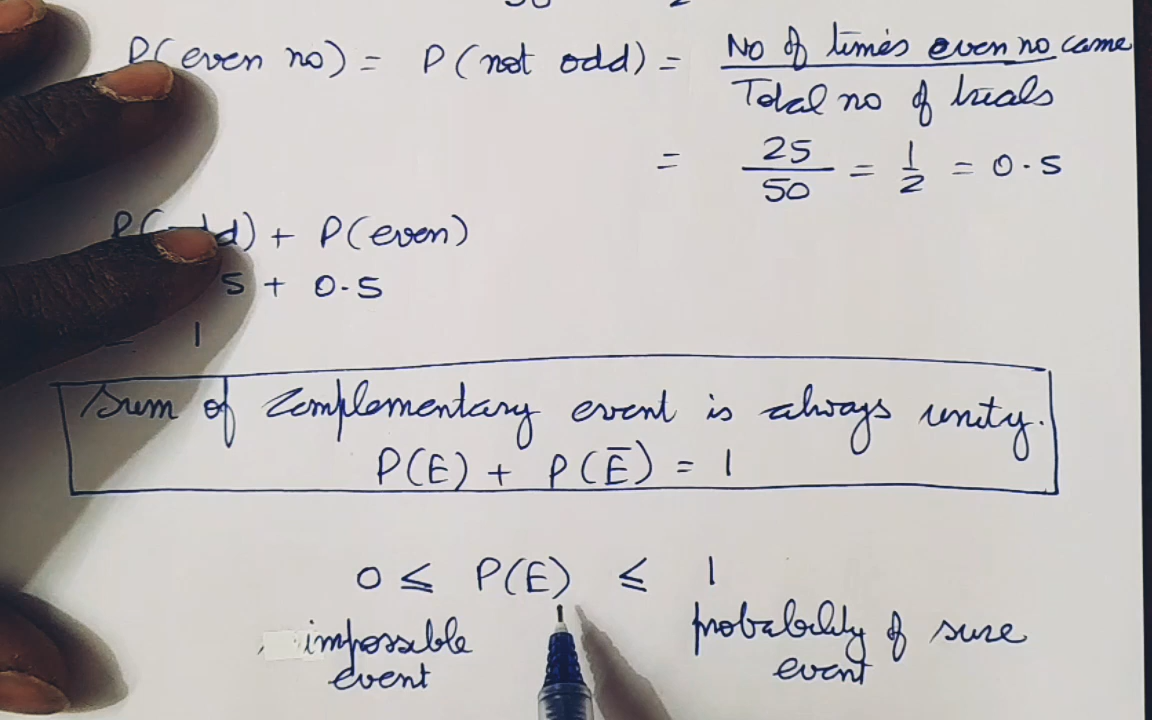 P(even no) = P(not odd) = No of times even no came / Total no of trials
= 25/50 = 1/2 = 0.5
P(odd) + P(even)
5 + 0.5
= 1
Sum of Complementary event is always unity.
P(E) + P(Ē) = 1
0 ≤ P(E) ≤ 1
impossible event
probability of sure event